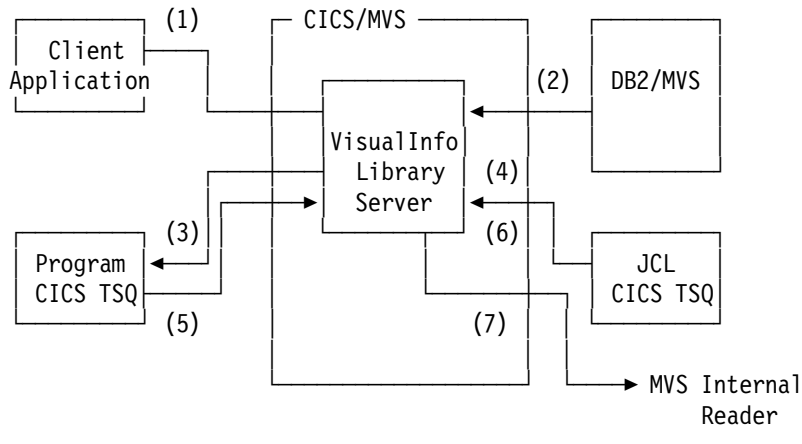 (1)
CICS/MVS
Client
Application
(2)
DB2/MVS
VisualInfo
Library
Server
(4)
(3)
(6)
Program
CICS TSQ
JCL
CICS TSQ
(5)
(7)
MVS Internal
Reader